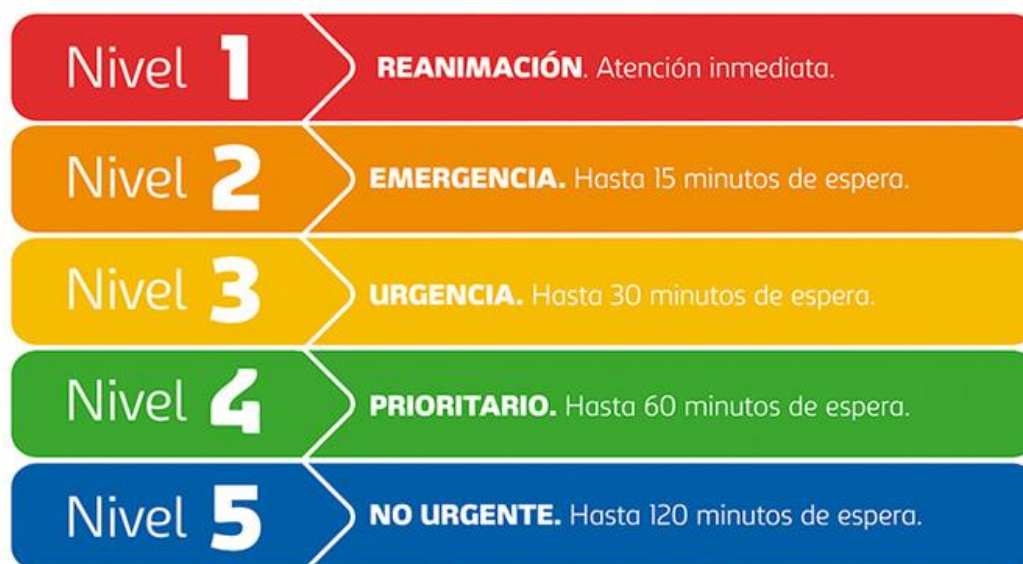 Nivel 1 REANIMACIÓN. Atención inmediata.
Nivel 2 EMERGENCIA. Hasta 15 minutos de espera.
Nivel 3 URGENCIA. Hasta 30 minutos de espera.
Nivel 4 PRIORITARIO. Hasta 60 minutos de espera.
Nivel 5 NO URGENTE. Hasta 120 minutos de espera.